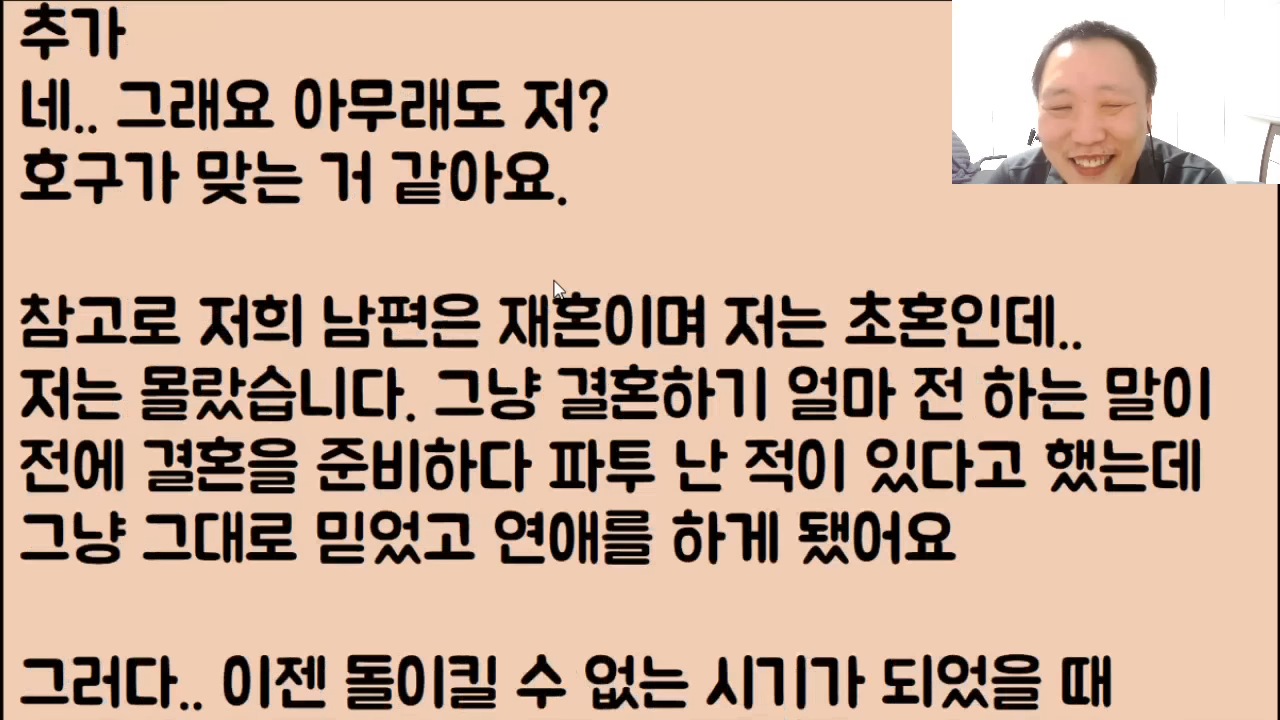 추가
네.. 그래요 아무래도 저?
호구가 맞는 거 같아요.
참고로 저희 남편은 재혼이며 저는 초혼인데..
저는 몰랐습니다. 그냥 결혼하기 얼마 전 하는 말이
전에 결혼을 준비하다 파투 난 적이 있다고 했는데
그냥 그대로 믿었고 연애를 하게 됐어요
그러다.. 이젠 돌이킬 수 없는 시기가 되었을 때